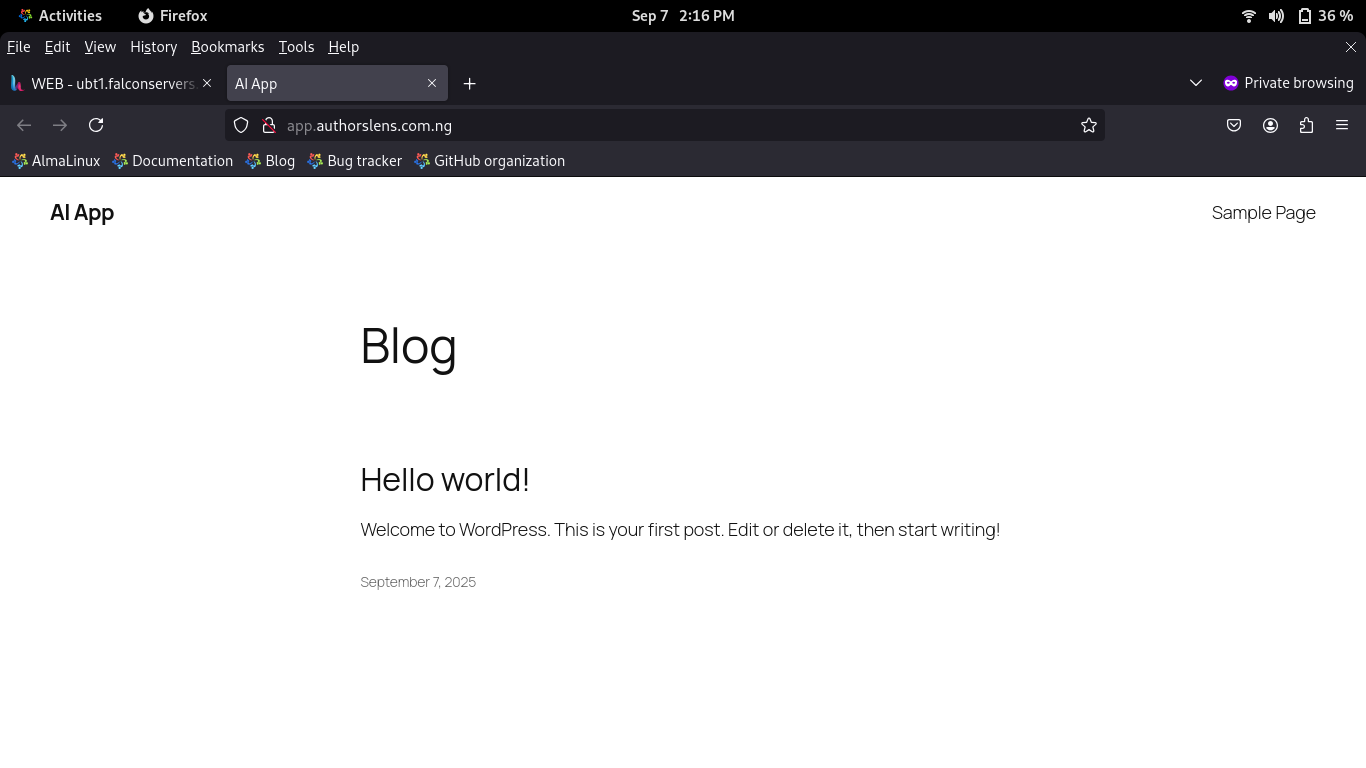 Activities Firefox Sep 7 2:16 PM 36 %
File Edit View History Bookmarks Tools Help
WEB - ubt1.falconservers. AI App Private browsing
app.authorslens.com.ng
AlmaLinux Documentation Blog Bug tracker GitHub organization
AI App Sample Page
Blog
Hello world!
Welcome to WordPress. This is your first post. Edit or delete it, then start writing!
September 7, 2025